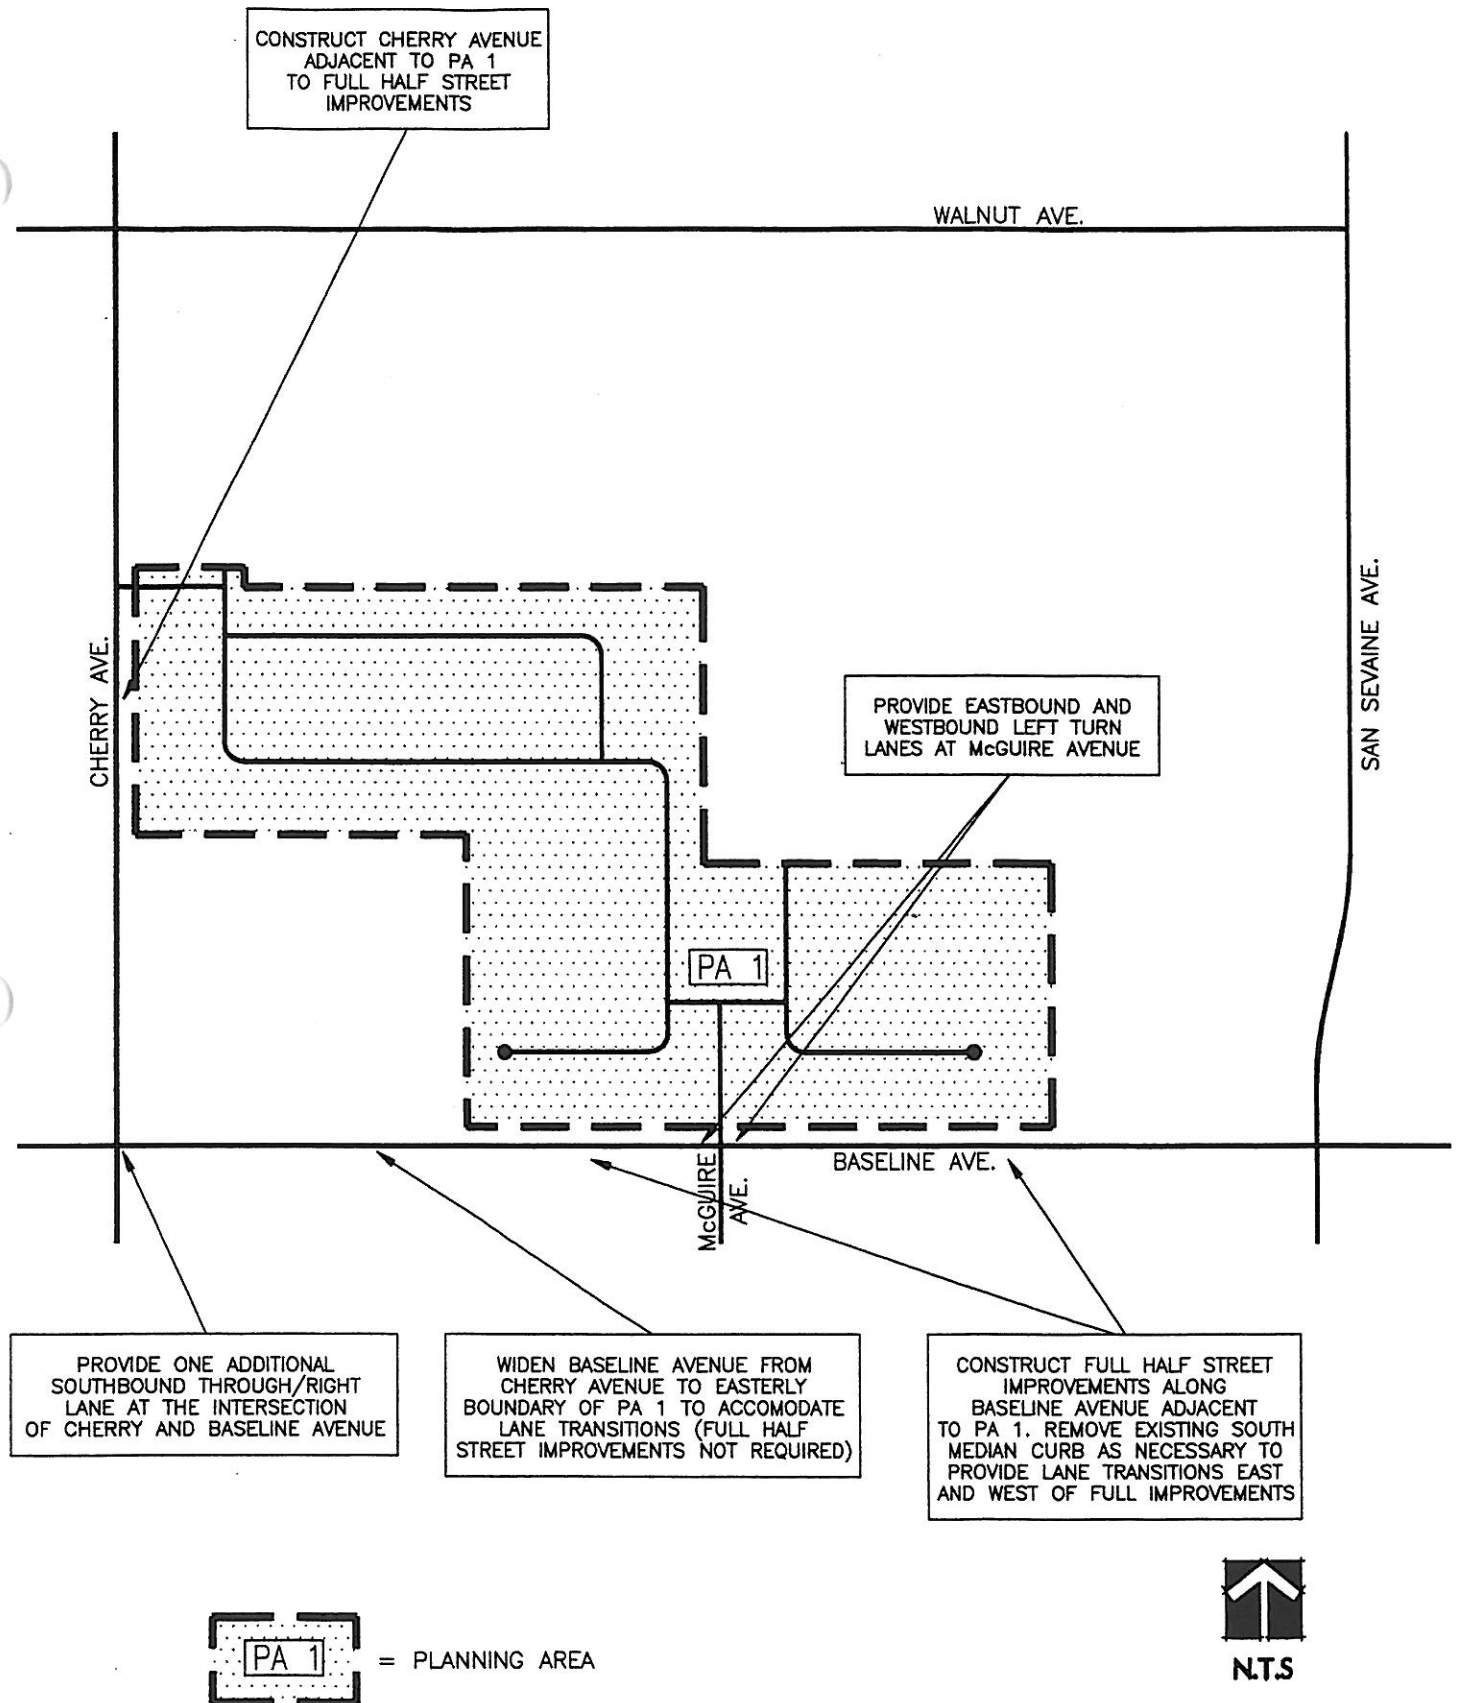 CONSTRUCT CHERRY AVENUE
ADJACENT TO PA 1
TO FULL HALF STREET
IMPROVEMENTS
WALNUT AVE.
CHERRY AVE.
SAN SEVAINE AVE.
PROVIDE EASTBOUND AND
WESTBOUND LEFT TURN
LANES AT McGUIRE AVENUE
PA 1
BASELINE AVE.
McGUIRE
AVE.
PROVIDE ONE ADDITIONAL
SOUTHBOUND THROUGH/RIGHT
LANE AT THE INTERSECTION
OF CHERRY AND BASELINE AVENUE
WIDEN BASELINE AVENUE FROM
CHERRY AVENUE TO EASTERLY
BOUNDARY OF PA 1 TO ACCOMODATE
LANE TRANSITIONS (FULL HALF
STREET IMPROVEMENTS NOT REQUIRED)
CONSTRUCT FULL HALF STREET
IMPROVEMENTS ALONG
BASELINE AVENUE ADJACENT
TO PA 1. REMOVE EXISTING SOUTH
MEDIAN CURB AS NECESSARY TO
PROVIDE LANE TRANSITIONS EAST
AND WEST OF FULL IMPROVEMENTS
PA 1 = PLANNING AREA
N.T.S